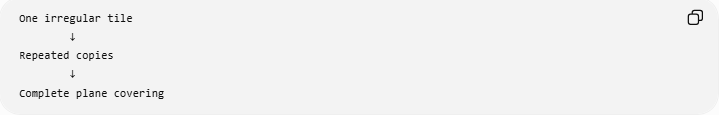 One irregular tile
↓
Repeated copies
↓
Complete plane covering